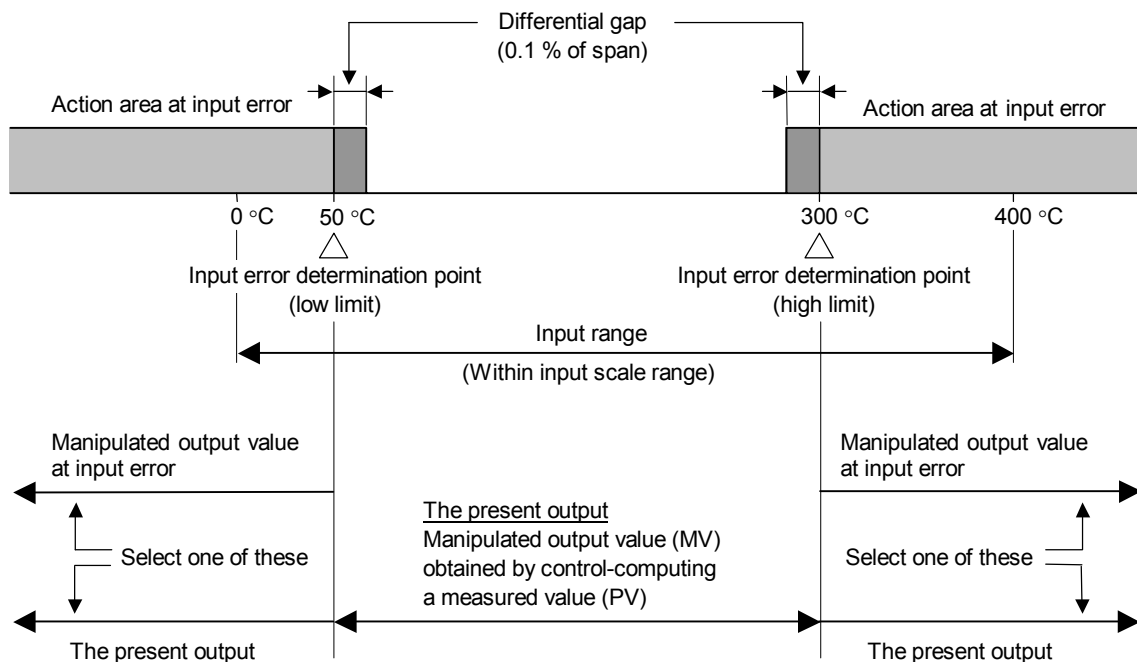 Differential gap
(0.1 % of span)
Action area at input error
Action area at input error
0 °C
50 °C
300 °C
400 °C
Input error determination point
(low limit)
Input error determination point
(high limit)
Input range
(Within input scale range)
Manipulated output value
at input error
Manipulated output value
at input error
The present output
Manipulated output value (MV)
obtained by control-computing
a measured value (PV)
Select one of these
Select one of these
The present output
The present output